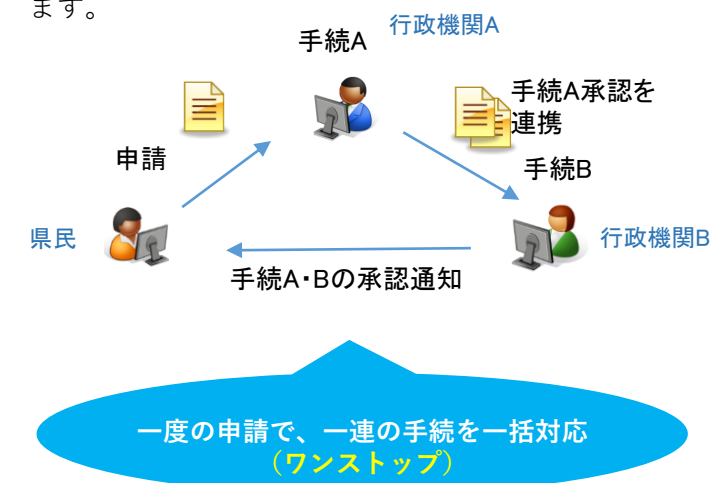 ます。
手続A
行政機関A
手続A承認を
連携
申請
手続B
県民
行政機関B
手続A・Bの承認通知
一度の申請で、一連の手続を一括対応
（ワンストップ）